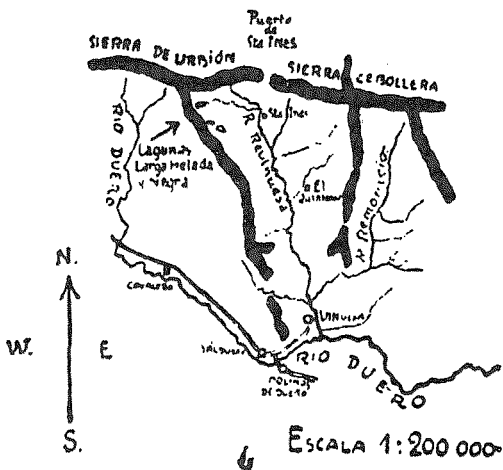 Puerto
de
Sta Ines
SIERRA DE URBIÓN
SIERRA CEBOLLERA
RIO DUERO
Sta Ines
R Revinuesa
Lagunas
Larga Helada
y Negra
El
Quintanar
R Remonicio
N.
COVALEDA
W. E
VINUESA
SALDUERO
RIO DUERO
MOLINOS
DE DUERO
S.
ESCALA 1:200 000